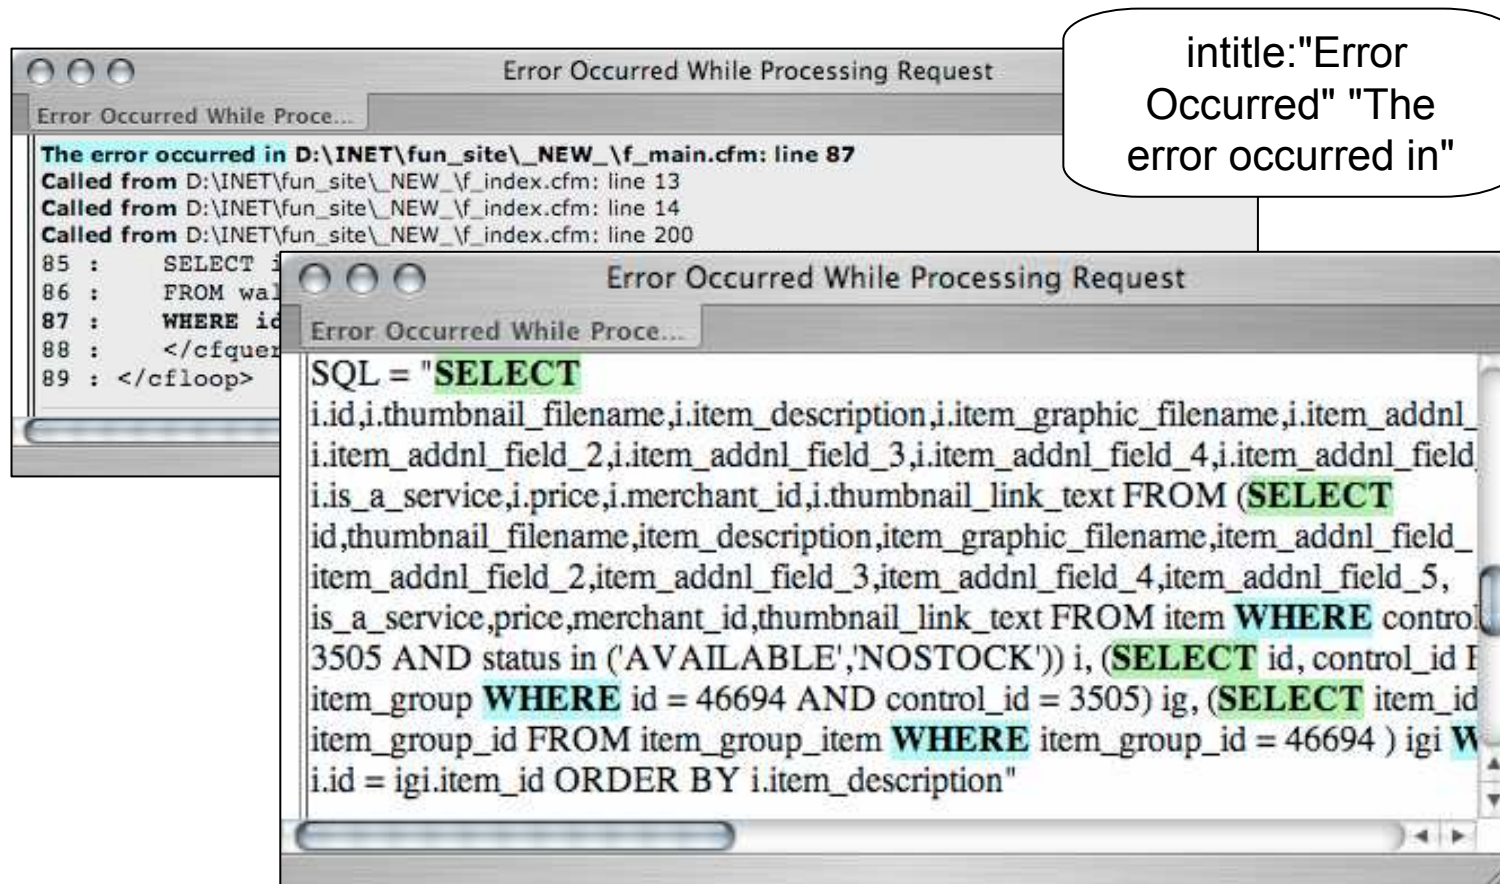 intitle:"Error
Occurred" "The
error occurred in"
Error Occurred While Processing Request
Error Occurred While Proce...
The error occurred in D:\INET\fun_site\_NEW_\f_main.cfm: line 87
Called from D:\INET\fun_site\_NEW_\f_index.cfm: line 13
Called from D:\INET\fun_site\_NEW_\f_index.cfm: line 14
Called from D:\INET\fun_site\_NEW_\f_index.cfm: line 200
85 : SELECT
86 : FROM wal
87 : WHERE id
88 : </cfquer
89 : </cfloop>
Error Occurred While Processing Request
Error Occurred While Proce...
SQL = "SELECT
i.id,i.thumbnail_filename,i.item_description,i.item_graphic_filename,i.item_addnl_
i.item_addnl_field_2,i.item_addnl_field_3,i.item_addnl_field_4,i.item_addnl_field
i.is_a_service,i.price,i.merchant_id,i.thumbnail_link_text FROM (SELECT
id,thumbnail_filename,item_description,item_graphic_filename,item_addnl_field_
item_addnl_field_2,item_addnl_field_3,item_addnl_field_4,item_addnl_field_5,
is_a_service,price,merchant_id,thumbnail_link_text FROM item WHERE control
3505 AND status in ('AVAILABLE','NOSTOCK')) i, (SELECT id, control_id
item_group WHERE id = 46694 AND control_id = 3505) ig, (SELECT item_id
item_group_id FROM item_group_item WHERE item_group_id = 46694 ) igi
i.id = igi.item_id ORDER BY i.item_description"